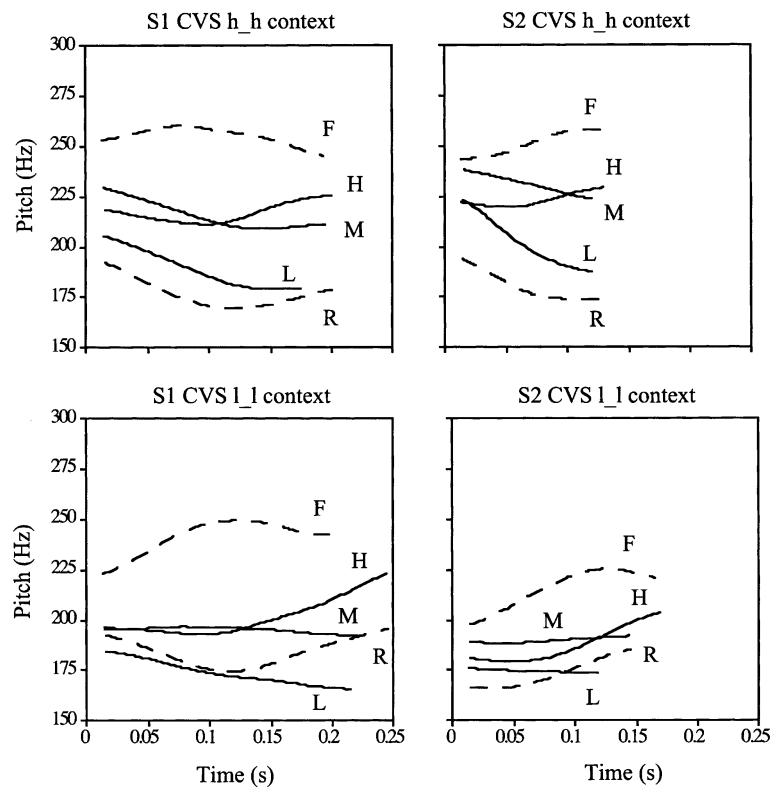 S1 CVS h_h context
S2 CVS h_h context
300
275
250
225
200
175
150
Pitch (Hz)
F
H
M
L
R
F
H
M
L
R
S1 CVS l_l context
S2 CVS l_l context
300
275
250
225
200
175
150
Pitch (Hz)
F
H
M
R
L
F
H
M
R
L
0 0.05 0.1 0.15 0.2 0.25
0 0.05 0.1 0.15 0.2 0.25
Time (s)
Time (s)